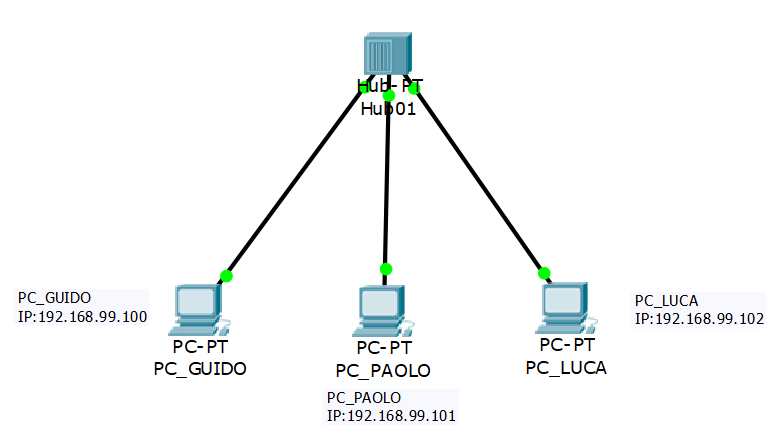 Hub-PT
Hub01
PC_GUIDO
IP:192.168.99.100
PC-PT
PC_GUIDO
PC-PT
PC_PAOLO
PC_PAOLO
IP:192.168.99.101
PC-PT
PC_LUCA
PC_LUCA
IP:192.168.99.102